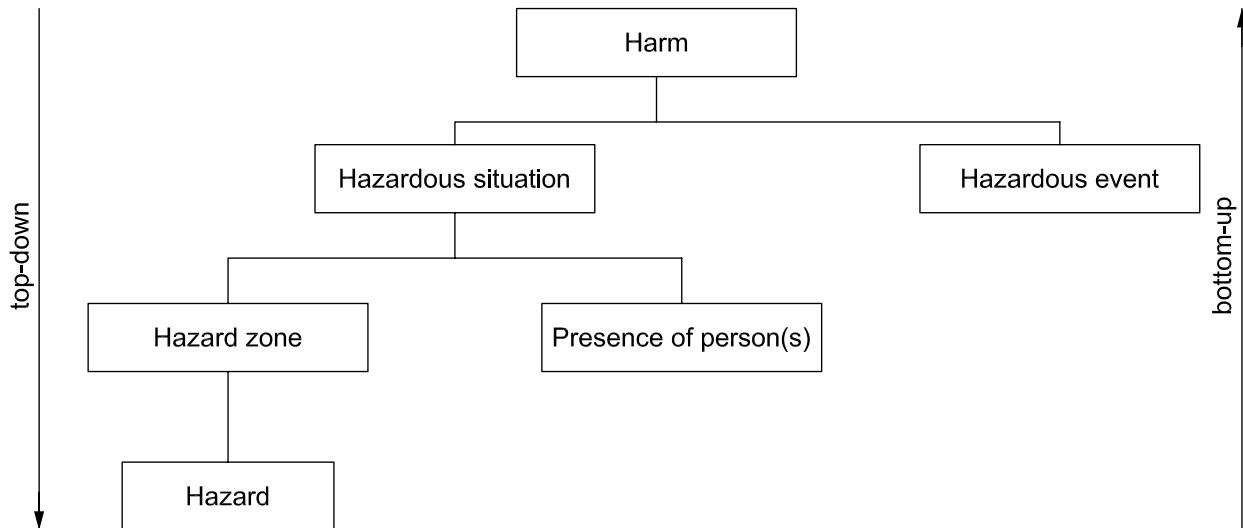 Harm
Hazardous situation
Hazardous event
top-down
bottom-up
Hazard zone
Presence of person(s)
Hazard